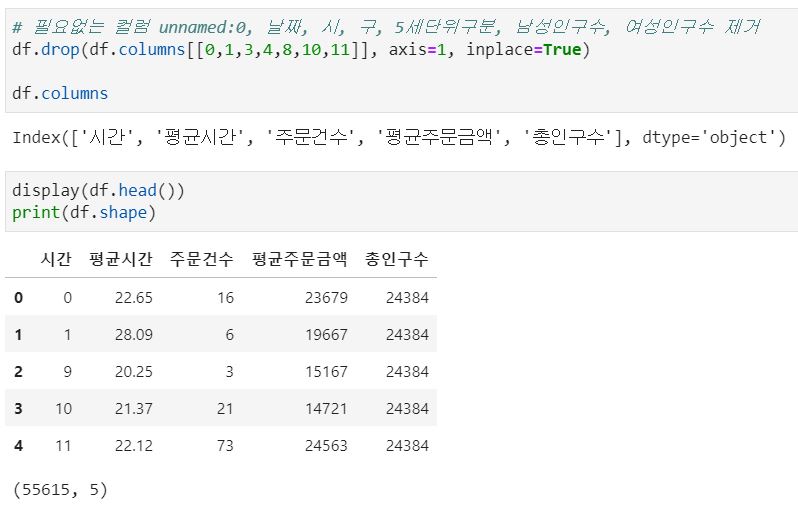 # 필요없는 컬럼 unnamed:0, 날짜, 시, 구, 5세단위구분, 남성인구수, 여성인구수 제거
df.drop(df.columns[[0,1,3,4,8,10,11]], axis=1, inplace=True)
df.columns
Index(['시간', '평균시간', '주문건수', '평균주문금액', '총인구수'], dtype='object')
display(df.head())
print(df.shape)
시간 평균시간 주문건수 평균주문금액 총인구수
0 0 22.65 16 23679 24384
1 1 28.09 6 19667 24384
2 9 20.25 3 15167 24384
3 10 21.37 21 14721 24384
4 11 22.12 73 24563 24384
(55615, 5)